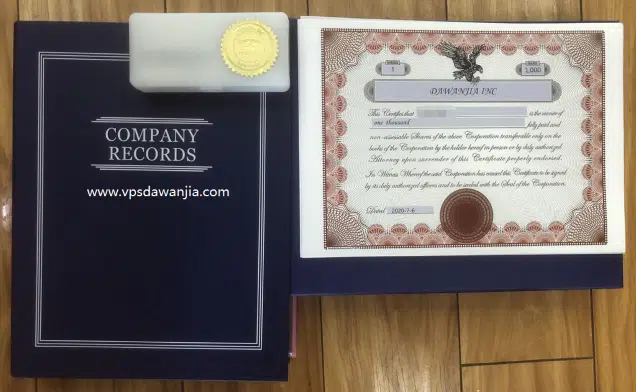 COMPANY
RECORDS
www.vpsdawanjia.com
1
1,000
DAWANJIA INC
This Certifies that is the owner of
one thousand fully paid and
non-assessable Shares of the above Corporation transferable only on
the books of the Corporation by the holder hereof in person or by duly authorized
Attorney upon surrender of this Certificate properly endorsed.
In Witness Whereof the said Corporation has caused this Certificate to be signed
by its duly authorized officers and to be sealed with the Seal of the Corporation.
Dated 2020-7-6